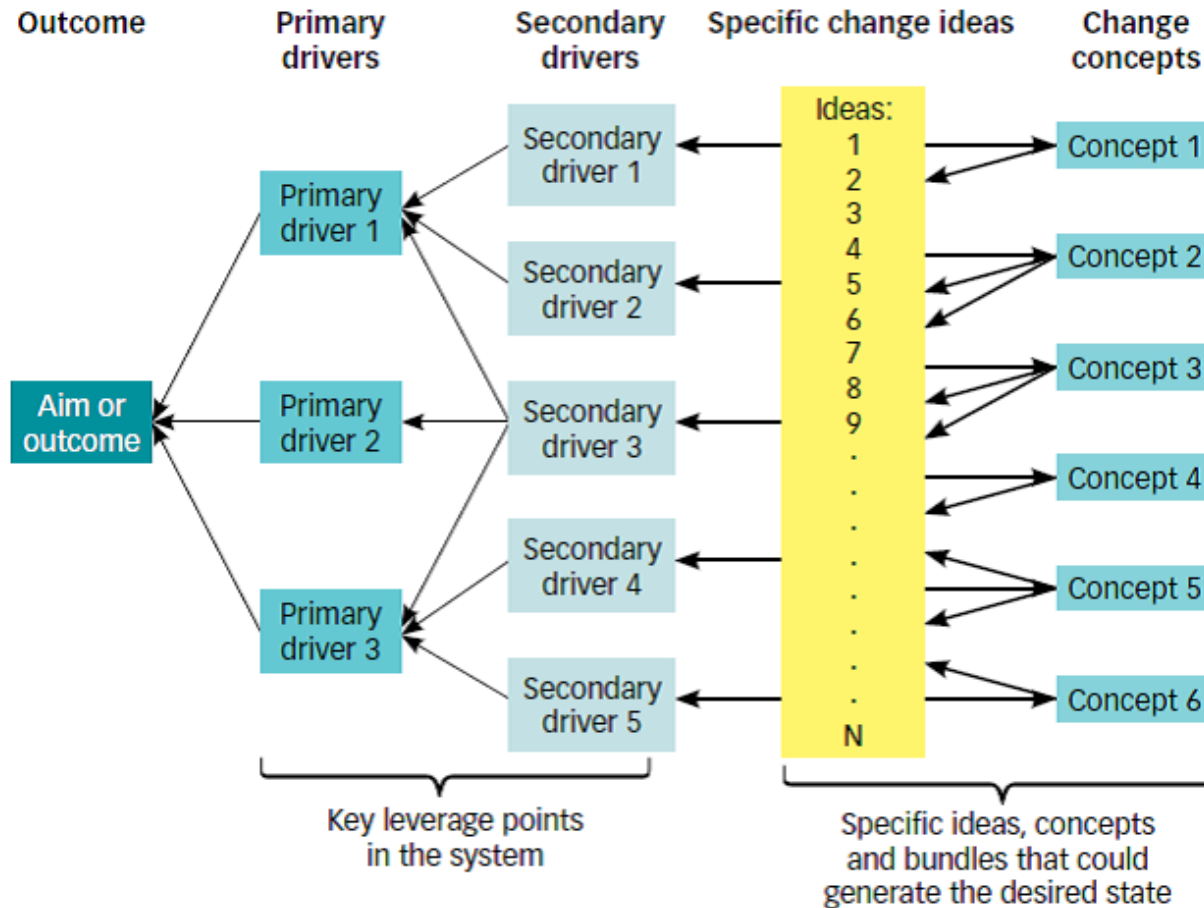 Outcome
Primary
drivers
Secondary
drivers
Specific change ideas
Change
concepts
Aim or
outcome
Primary
driver 1
Primary
driver 2
Primary
driver 3
Secondary
driver 1
Secondary
driver 2
Secondary
driver 3
Secondary
driver 4
Secondary
driver 5
Ideas:
1
2
3
4
5
6
7
8
9
.
.
.
.
.
.
.
.
N
Concept 1
Concept 2
Concept 3
Concept 4
Concept 5
Concept 6
Key leverage points
in the system
Specific ideas, concepts
and bundles that could
generate the desired state